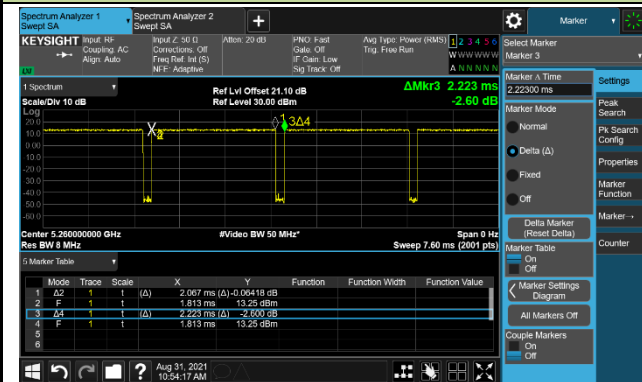 Spectrum Analyzer 1
Swept SA
Spectrum Analyzer 2
Swept SA
+
Marker
KEYSIGHT
Input: RF
Coupling: AC
Align: Auto
Input Z: 50 Ω
Corrections: Off
Freq Ref: Int (S)
NFE: Adaptive
Atten: 20 dB
PNO: Fast
Gate: Off
IF Gain: Low
Sig Track: Off
Avg Type: Power (RMS)
Trig: Free Run
1 2 3 4 5 6
W W W W W W
A N N N N N
LXI
Select Marker
Marker 3
1 Spectrum
Scale/Div 10 dB
Ref Lvl Offset 21.10 dB
Ref Level 30.00 dBm
ΔMkr3 2.223 ms
-2.60 dB
Log
20.0
10.0
0.00
-10.0
-20.0
-30.0
-40.0
-50.0
-60.0
X2
1
3Δ4
Center 5.260000000 GHz
Res BW 8 MHz
#Video BW 50 MHz*
Span 0 Hz
Sweep 7.60 ms (2001 pts)
5 Marker Table
Mode Trace Scale X Y Function Function Width Function Value
1 Δ2 1 t (Δ) 2.067 ms (Δ) -0.06418 dB
2 F 1 t 1.813 ms 13.25 dBm
3 Δ4 1 t (Δ) 2.223 ms (Δ) -2.600 dB
4 F 1 t 1.813 ms 13.25 dBm
5
6
Marker Δ Time
2.22300 ms
Marker Mode
Normal
Delta (Δ)
Fixed
Off
Delta Marker
(Reset Delta)
Marker Table
On
Off
Marker Settings
Diagram
All Markers Off
Couple Markers
On
Off
Settings
Peak
Search
Pk Search
Config
Properties
Marker
Function
Marker→
Counter
?
Aug 31, 2021
10:54:17 AM